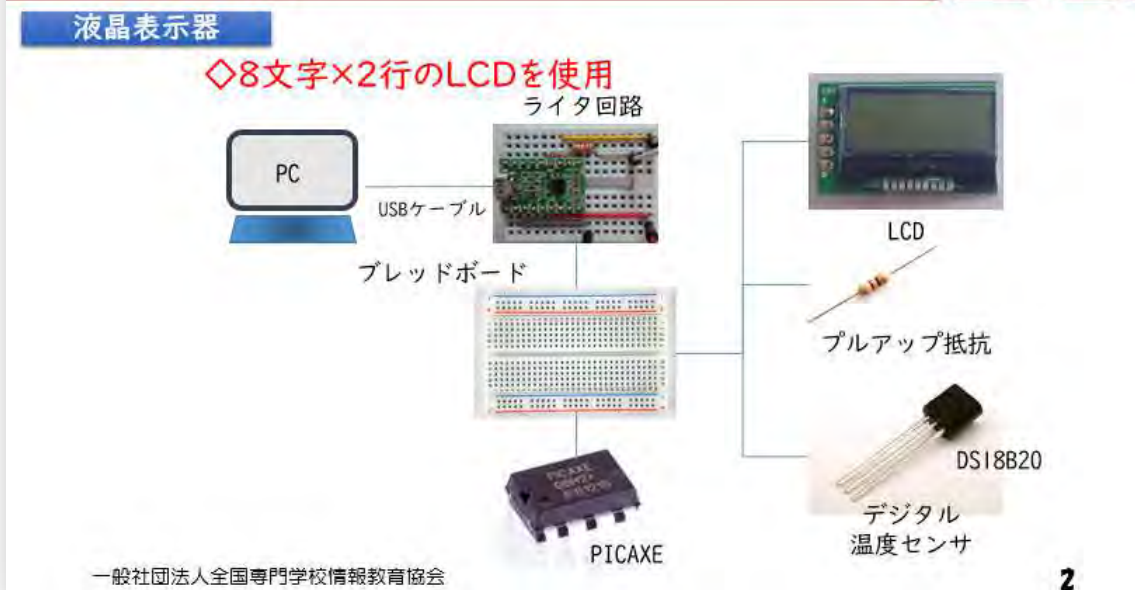 液晶表示器
◇8文字×2行のLCDを使用
ライタ回路
PC
USBケーブル
LCD
ブレッドボード
プルアップ抵抗
PICAXE
08M2+
DS18B20
デジタル
温度センサ
PICAXE
一般社団法人全国専門学校情報教育協会
2